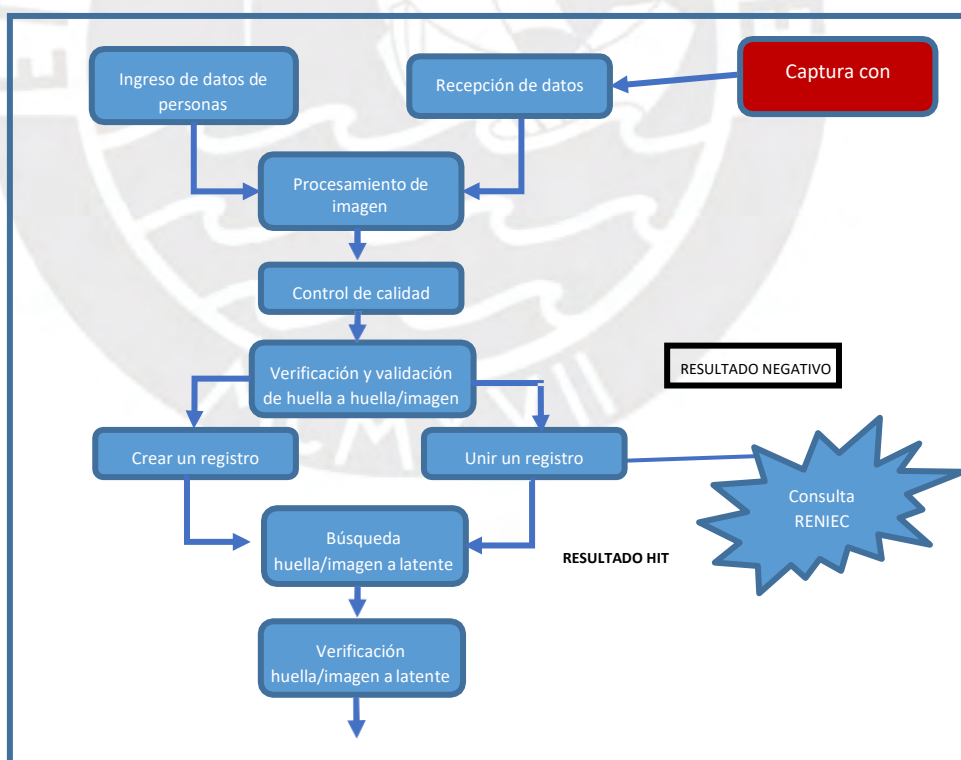 Ingreso de datos de
personas
Recepción de datos
Captura con
Procesamiento de
imagen
Control de calidad
Verificación y validación
de huella a huella/imagen
RESULTADO NEGATIVO
Crear un registro
Unir un registro
Consulta
RENIEC
Búsqueda
huella/imagen a latente
RESULTADO HIT
Verificación
huella/imagen a latente